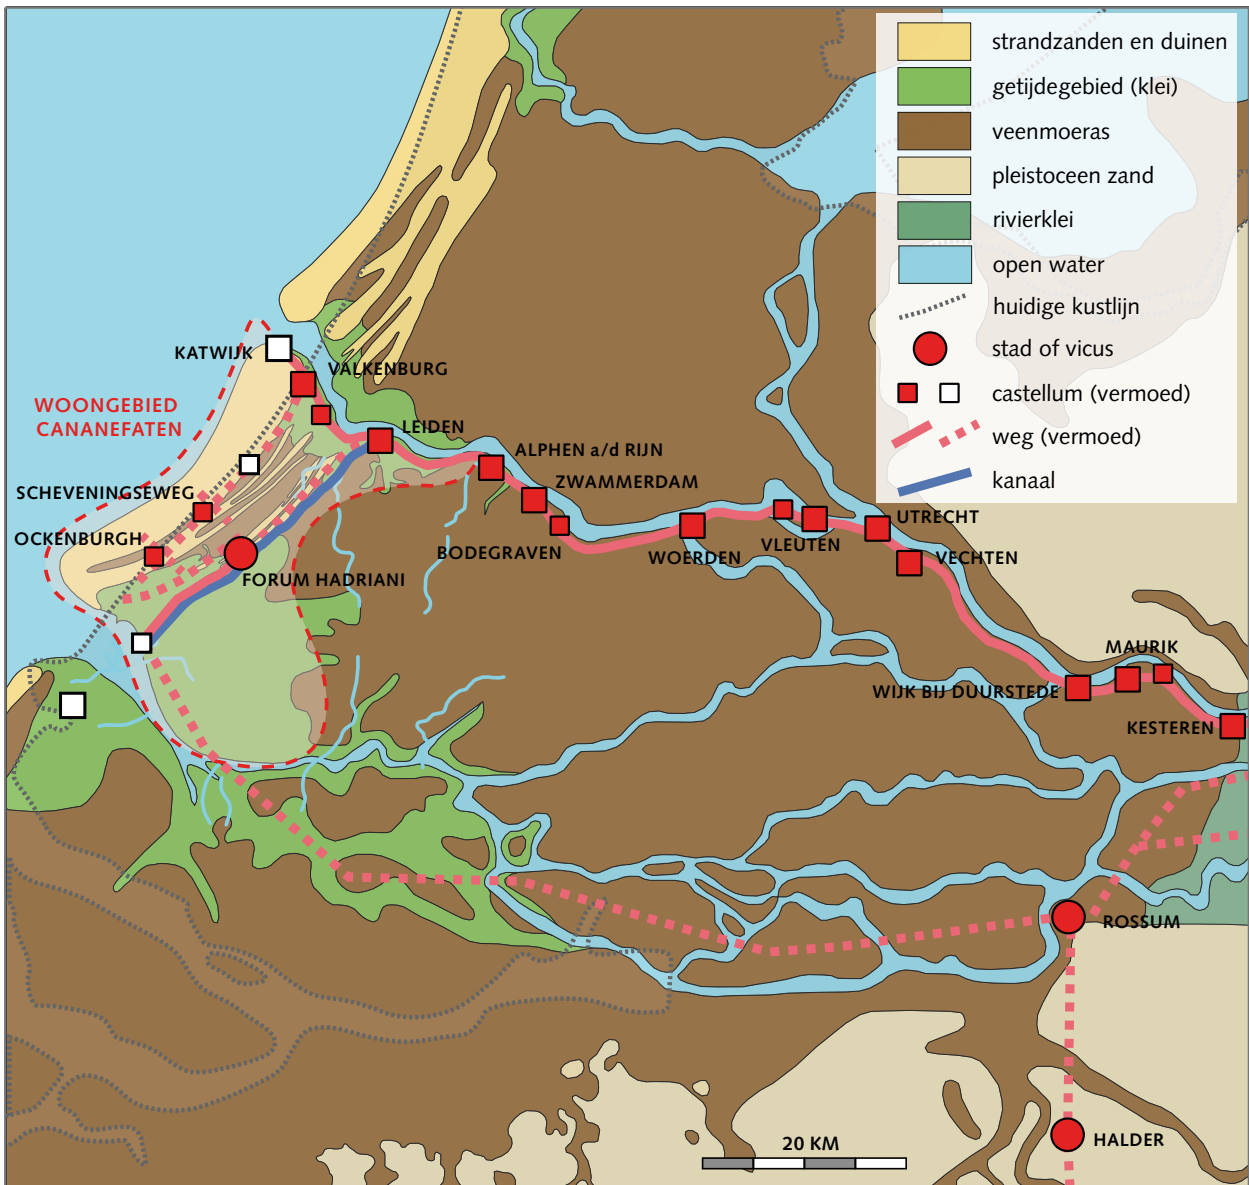 strandzanden en duinen
getijdegebied (klei)
veenmoeras
pleistoceen zand
rivierklei
open water
huidige kustlijn
stad of vicus
castellum (vermoed)
weg (vermoed)
kanaal
KATWIJK
VALKENBURG
WOONGEBIED
CANANEFATEN
LEIDEN
ALPHEN a/d RIJN
ZWAMMERDAM
SCHEVENINGSEWEG
OCKENBURGH
BODEGRAVEN
WOERDEN
VLEUTEN
UTRECHT
VECHTEN
FORUM HADRIANI
MAURIK
WIJK BIJ DUURSTEDE
KESTEREN
ROSSUM
HALDER
20 KM